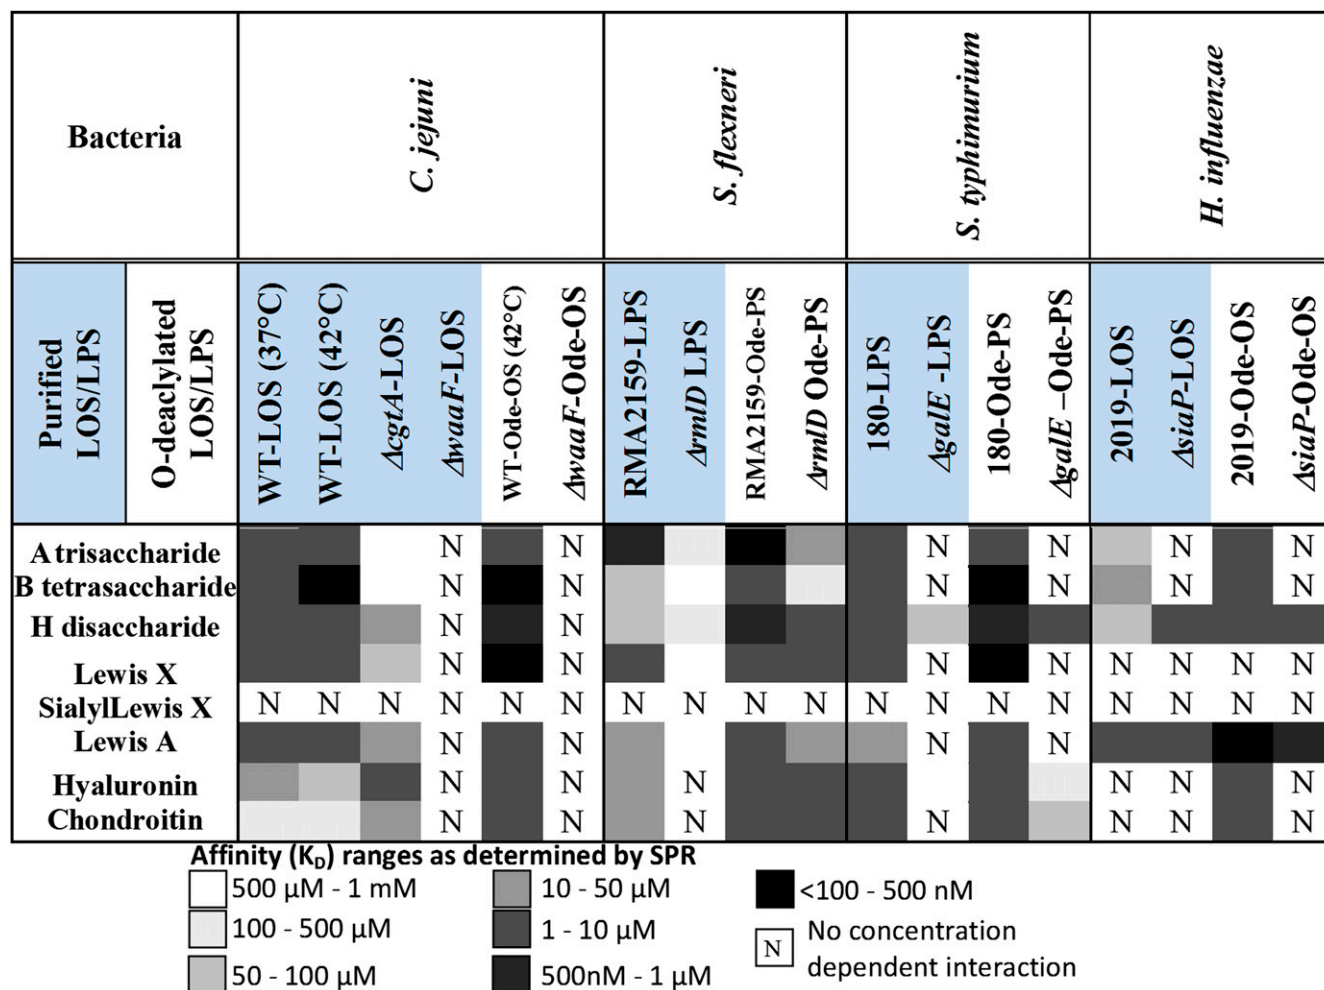 Bacteria
C. jejuni
S. flexneri
S. typhimurium
H. influenzae
Purified
LOS/LPS
O-deaclylated
LOS/LPS
WT-LOS (37°C)
WT-LOS (42°C)
ΔcgtA-LOS
ΔwaaF-LOS
WT-Ode-OS (42°C)
ΔwaaF-Ode-OS
RMA2159-LPS
ΔrmlD LPS
RMA2159-Ode-PS
ΔrmlD Ode-PS
180-LPS
ΔgalE -LPS
180-Ode-PS
ΔgalE –Ode-PS
2019-LOS
ΔsiaP-LOS
2019-Ode-OS
ΔsiaP-Ode-OS
A trisaccharide N N N N N N
B tetrasaccharide N N N N N N
H disaccharide N N
Lewis X N N N N N N N N
SialylLewis X N N N N N N N N N N N N N N N N N N
Lewis A N N N N
Hyaluronin N N N N N N
Chondroitin N N N N N N N
Affinity (KD) ranges as determined by SPR
500 µM - 1 mM
100 - 500 µM
50 - 100 µM
10 - 50 µM
1 - 10 µM
500nM - 1 µM
<100 - 500 nM
N No concentration
dependent interaction